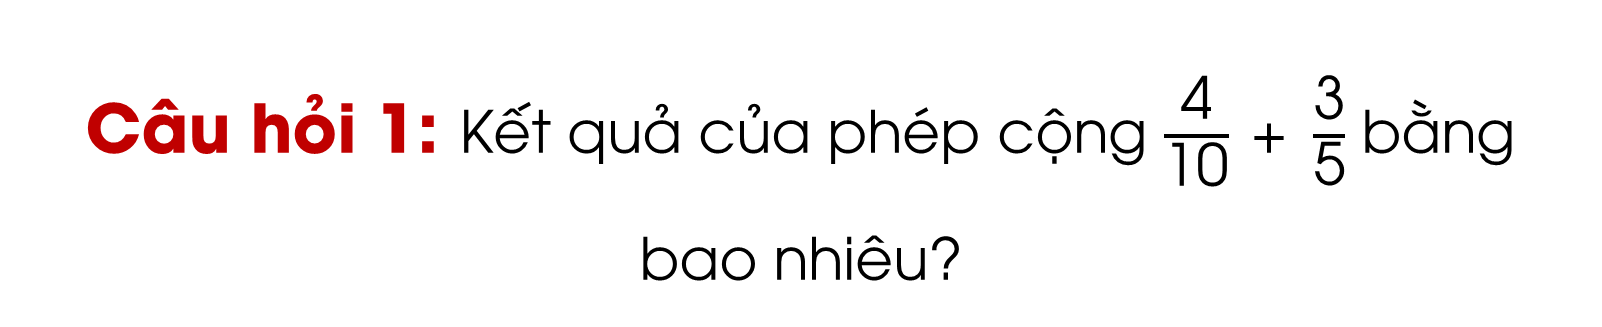 Câu hỏi 1: Kết quả của phép cộng 4/10 + 3/5 bằng
bao nhiêu?